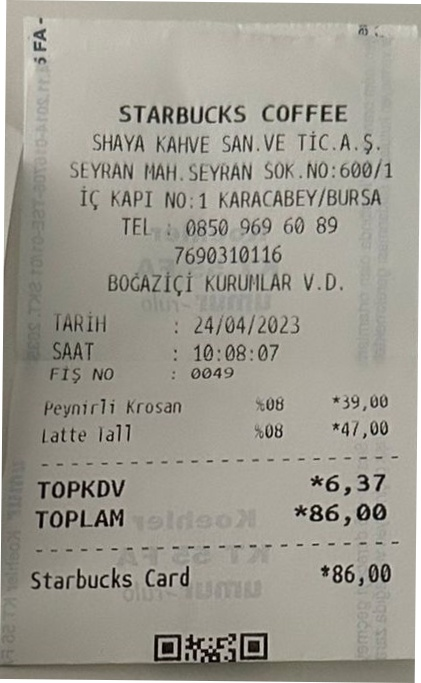 STARBUCKS COFFEE
SHAYA KAHVE SAN.VE TİC.A.Ş.
SEYRAN MAH.SEYRAN SOK.NO:600/1
İÇ KAPI NO:1 KARACABEY/BURSA
TEL : 0850 969 60 89
7690310116
BOĞAZİÇİ KURUMLAR V.D.
TARİH : 24/04/2023
SAAT : 10:08:07
FİŞ NO : 0049
Peynirli Krosan %08 *39,00
Latte Tall %08 *47,00
TOPKDV *6,37
TOPLAM *86,00
Starbucks Card *86,00